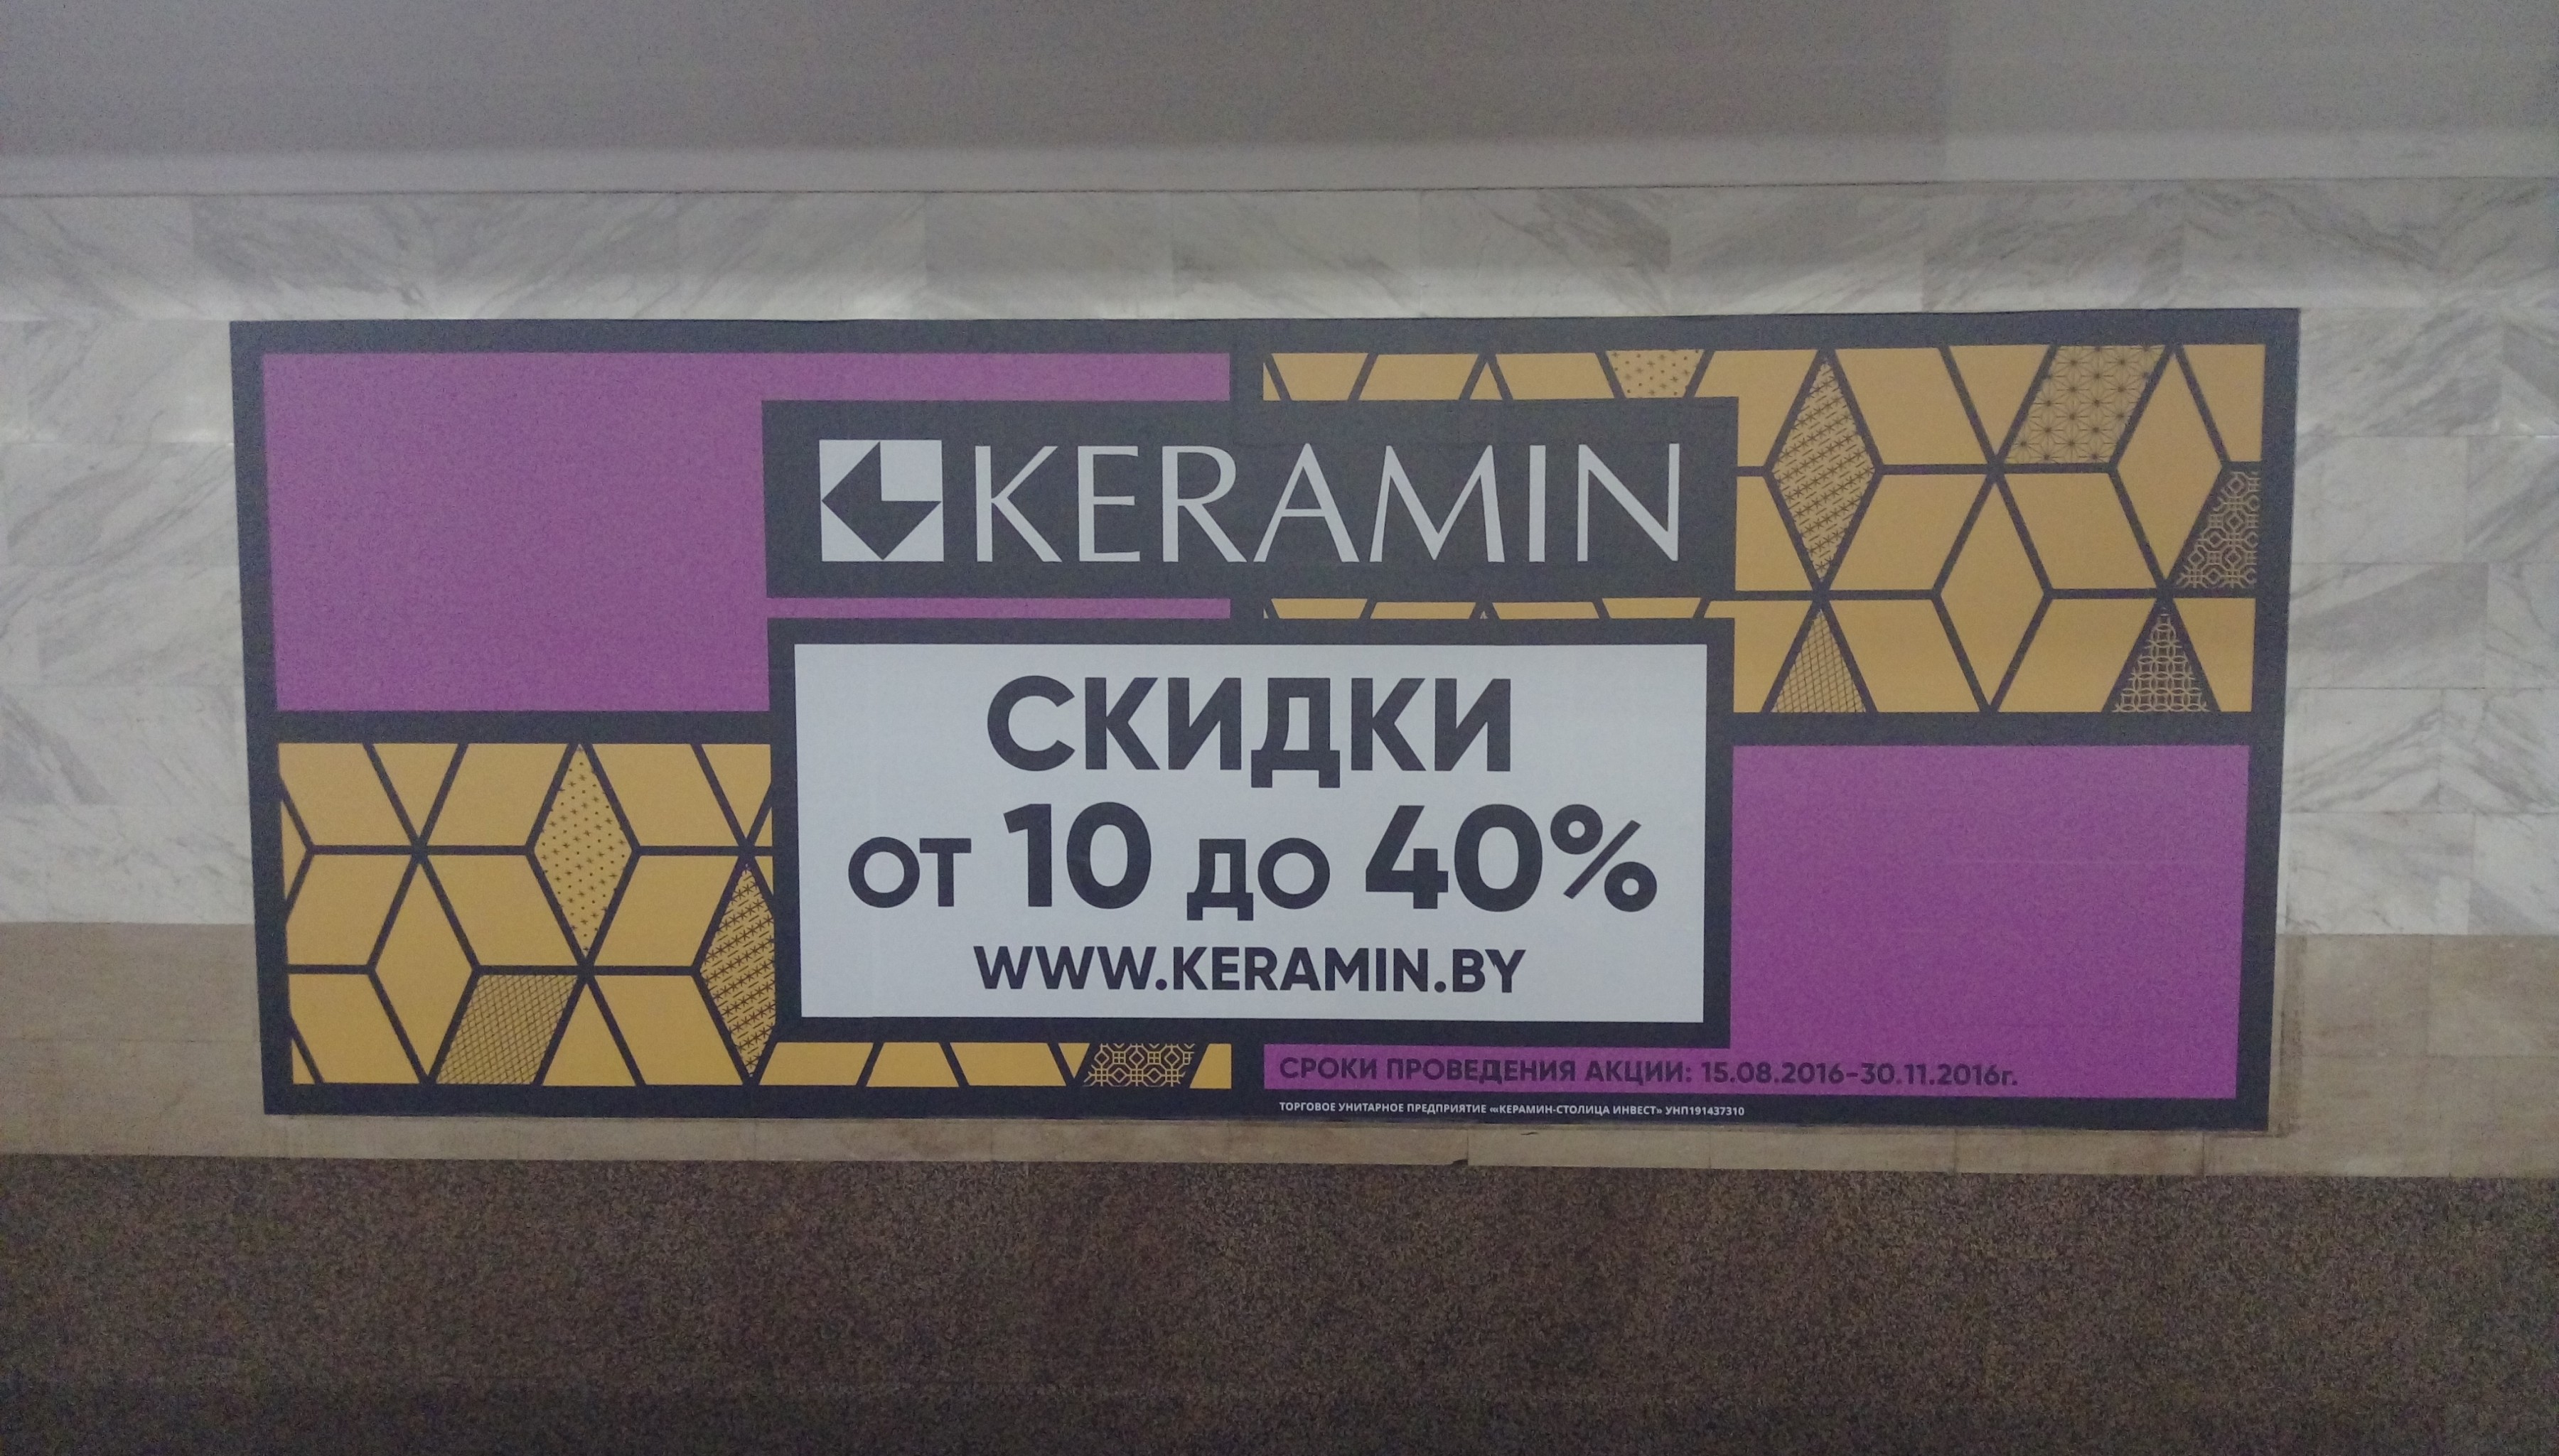 KERAMIN
СКИДКИ
ОТ 10 ДО 40%
WWW.KERAMIN.BY
СРОКИ ПРОВЕДЕНИЯ АКЦИИ: 15.08.2016-30.11.2016г.
ТОРГОВОЕ УНИТАРНОЕ ПРЕДПРИЯТИЕ «КЕРАМИН-СТОЛИЦА ИНВЕСТ» УНП191437310